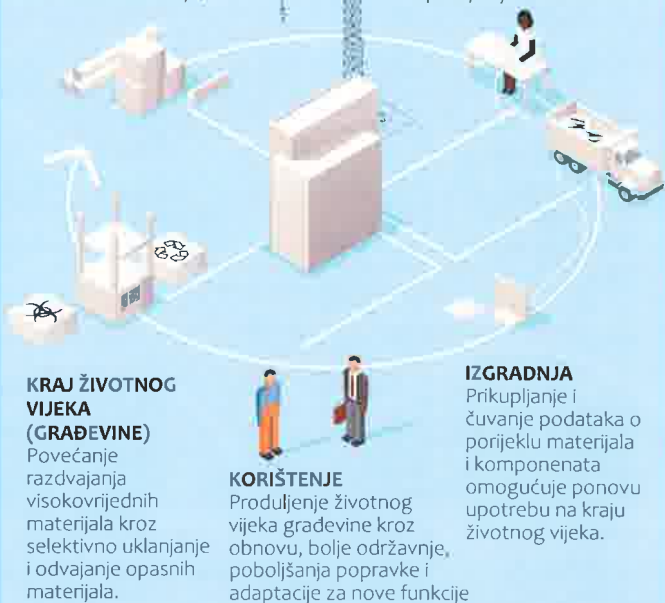 KRAJ ŽIVOTNOG
VIJEKA
(GRAĐEVINE)
Povećanje
razdvajanja
visokovrijednih
materijala kroz
selektivno uklanjanje
i odvajanje opasnih
materijala.
KORIŠTENJE
Produljenje životnog
vijeka građevine kroz
obnovu, bolje održavnje,
poboljšanja popravke i
adaptacije za nove funkcije
IZGRADNJA
Prikupljanje i
čuvanje podataka o
porijeklu materijala
i komponenata
omogućuje ponovu
upotrebu na kraju
životnog vijeka.